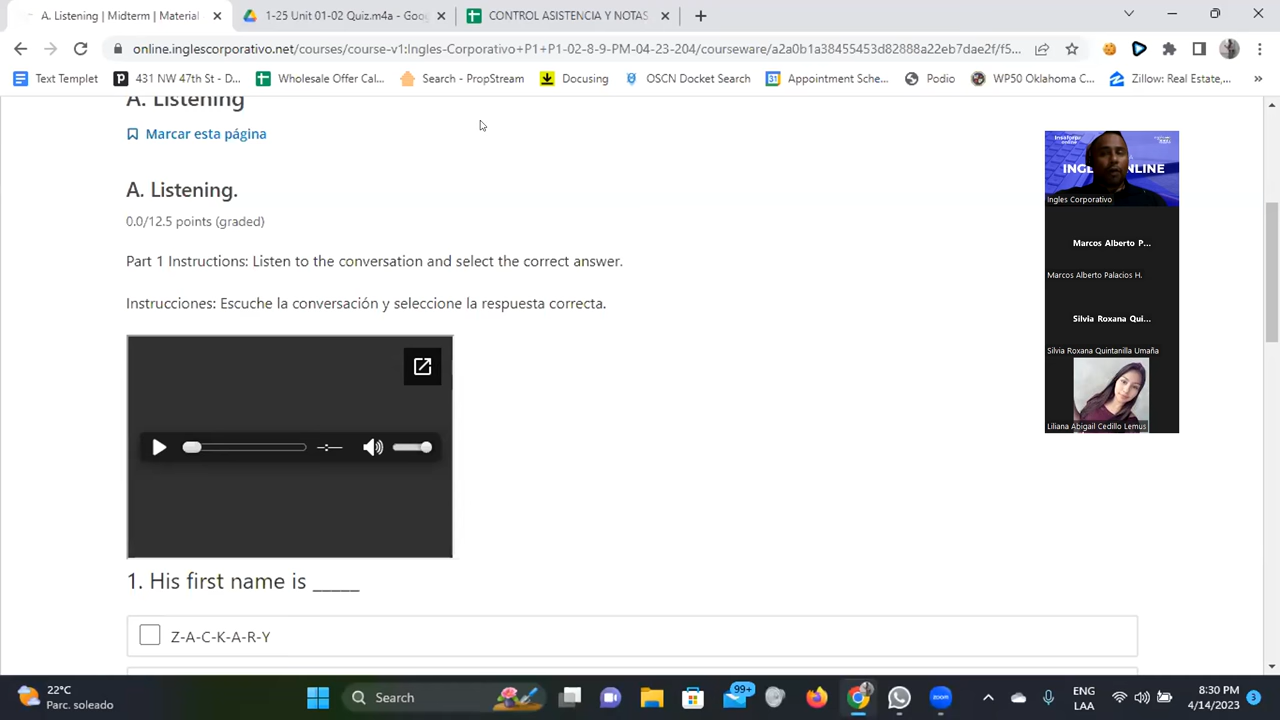 A. Listening | Midterm | Material
1-25 Unit 01-02 Quiz.m4a - Goo
CONTROL ASISTENCIA Y NOTAS
online.inglescorporativo.net/courses/course-v1:Ingles-Corporativo+P1+P1-02-8-9-PM-04-23-204/courseware/a2a0b1a38455453d82888a22eb7dae2f/f5...
Text Templet
431 NW 47th St - D...
Wholesale Offer Cal...
Search - PropStream
Docusing
OSCN Docket Search
Appointment Sche...
Podio
WP50 Oklahoma C...
Zillow: Real Estate,...
»
A. Listening
Marcar esta página
A. Listening.
0.0/12.5 points (graded)
Part 1 Instructions: Listen to the conversation and select the correct answer.
Instrucciones: Escuche la conversación y seleccione la respuesta correcta.
-:-
1. His first name is _____
Z-A-C-K-A-R-Y
Ingles Corporativo
Marcos Alberto P...
Marcos Alberto Palacios H.
Silvia Roxana Qui...
Silvia Roxana Quintanilla Umaña
Liliana Abigail Cedillo Lemus
22°C
Parc. soleado
Search
99+
ENG
LAA
8:30 PM
4/14/2023
3